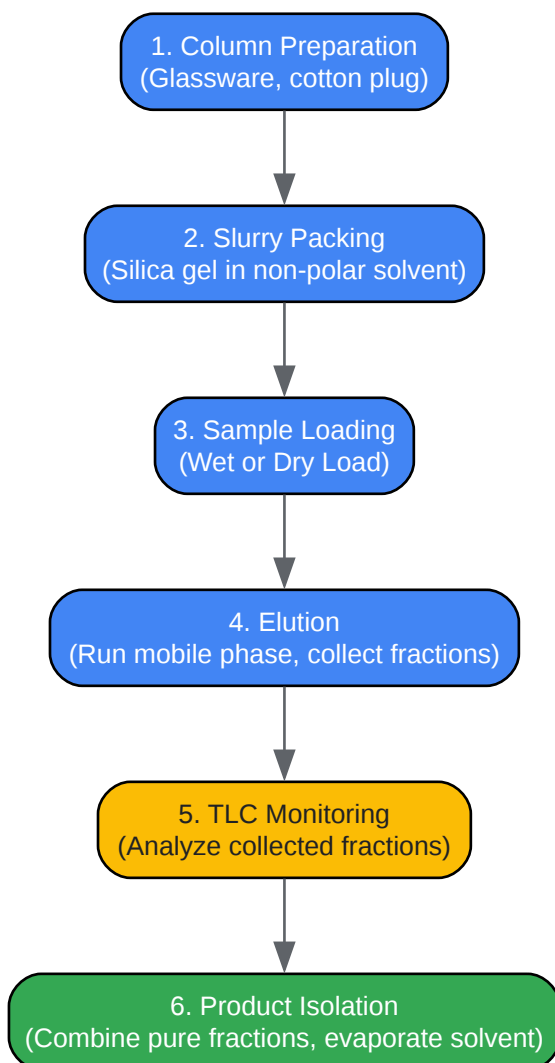 1. Column Preparation
(Glassware, cotton plug)
2. Slurry Packing
(Silica gel in non-polar solvent)
3. Sample Loading
(Wet or Dry Load)
4. Elution
(Run mobile phase, collect fractions)
5. TLC Monitoring
(Analyze collected fractions)
6. Product Isolation
(Combine pure fractions, evaporate solvent)